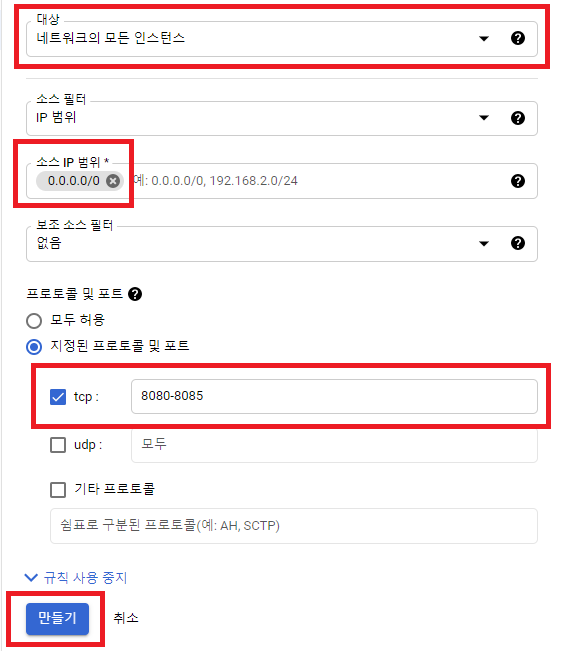 대상
네트워크의 모든 인스턴스
소스 필터
IP 범위
소스 IP 범위 *
0.0.0.0/0 예: 0.0.0.0/0, 192.168.2.0/24
보조 소스 필터
없음
프로토콜 및 포트
모두 허용
지정된 프로토콜 및 포트
tcp : 8080-8085
udp : 모두
기타 프로토콜
쉼표로 구분된 프로토콜(예: AH, SCTP)
규칙 사용 중지
만들기 취소